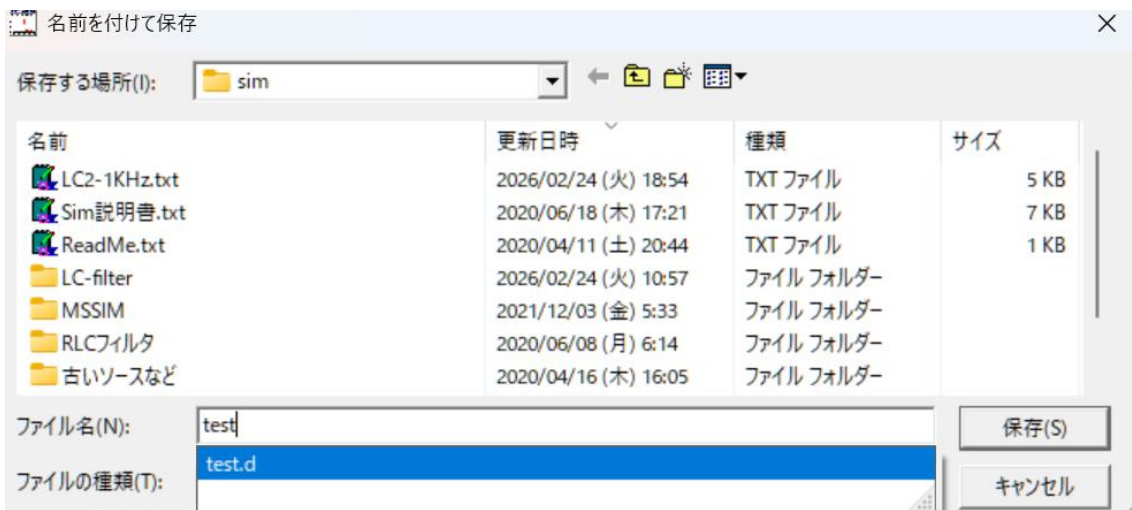 名前を付けて保存
保存する場所(I): sim
名前 更新日時 種類 サイズ
LC2-1KHz.txt 2026/02/24 (火) 18:54 TXT ファイル 5 KB
Sim説明書.txt 2020/06/18 (木) 17:21 TXT ファイル 7 KB
ReadMe.txt 2020/04/11 (土) 20:44 TXT ファイル 1 KB
LC-filter 2026/02/24 (火) 10:57 ファイル フォルダー
MSSIM 2021/12/03 (金) 5:33 ファイル フォルダー
RLCフィルタ 2020/06/08 (月) 6:14 ファイル フォルダー
古いソースなど 2020/04/16 (木) 16:05 ファイル フォルダー
ファイル名(N): test 保存(S)
test.d
ファイルの種類(T): キャンセル